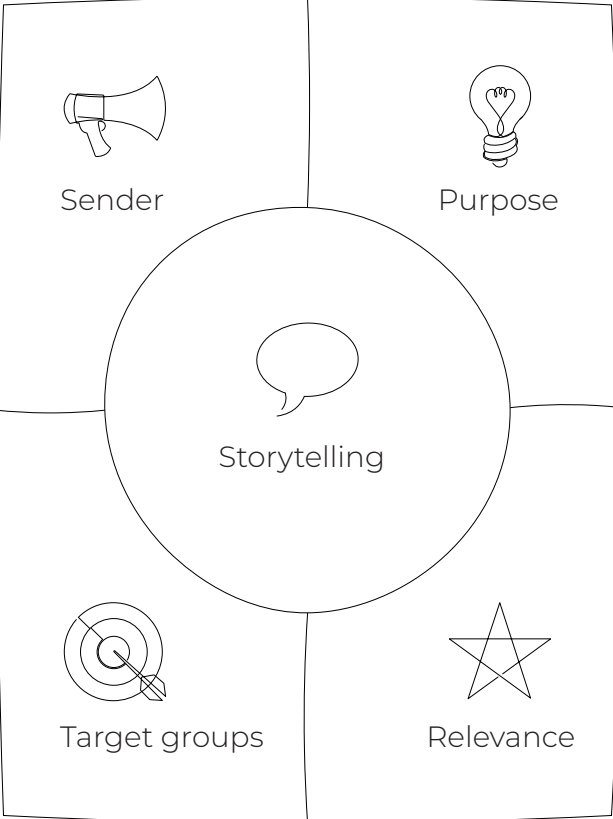 Sender
Purpose
Storytelling
Target groups
Relevance